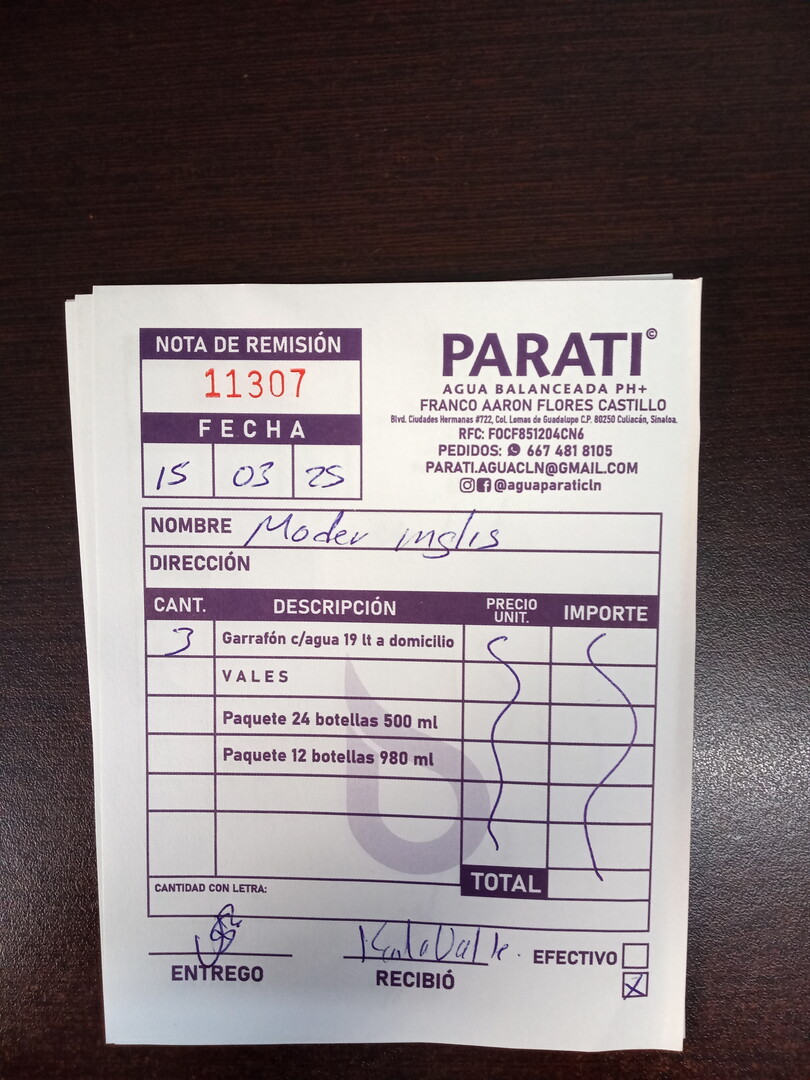 NOTA DE REMISIÓN
11307
FECHA
15 03 25
PARATI©
AGUA BALANCEADA PH+
FRANCO AARON FLORES CASTILLO
Blvd. Ciudades Hermanas #722, Col. Lomas de Guadalupe C.P. 80250 Culiacán, Sinaloa.
RFC: FOCF851204CN6
PEDIDOS: 667 481 8105
PARATI.AGUACLN@GMAIL.COM
@aguaparaticln
NOMBRE Moder inglis
DIRECCIÓN
CANT. DESCRIPCIÓN PRECIO UNIT. IMPORTE
3 Garrafón c/agua 19 lt a domicilio
VALES
Paquete 24 botellas 500 ml
Paquete 12 botellas 980 ml
TOTAL
CANTIDAD CON LETRA:
ENTREGO
RECIBIÓ
EFECTIVO